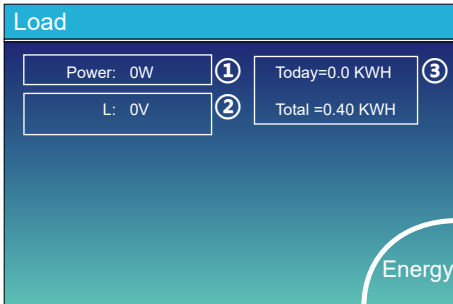 Load
Power: 0W ①
L: 0V ②
Today=0.0 KWH ③
Total =0.40 KWH
Energy